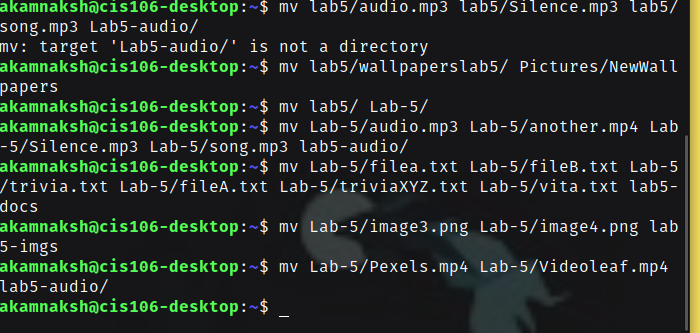 akamnaksh@cis106-desktop:~$ mv lab5/audio.mp3 lab5/Silence.mp3 lab5/
song.mp3 Lab5-audio/
mv: target 'Lab5-audio/' is not a directory
akamnaksh@cis106-desktop:~$ mv lab5/wallpaperslab5/ Pictures/NewWall
papers
akamnaksh@cis106-desktop:~$ mv lab5/ Lab-5/
akamnaksh@cis106-desktop:~$ mv Lab-5/audio.mp3 Lab-5/another.mp4 Lab
-5/Silence.mp3 Lab-5/song.mp3 lab5-audio/
akamnaksh@cis106-desktop:~$ mv Lab-5/filea.txt Lab-5/fileB.txt Lab-5
/trivia.txt Lab-5/fileA.txt Lab-5/triviaXYZ.txt Lab-5/vita.txt lab5-
docs
akamnaksh@cis106-desktop:~$ mv Lab-5/image3.png Lab-5/image4.png lab
5-imgs
akamnaksh@cis106-desktop:~$ mv Lab-5/Pexels.mp4 Lab-5/Videoleaf.mp4
lab5-audio/
akamnaksh@cis106-desktop:~$ _